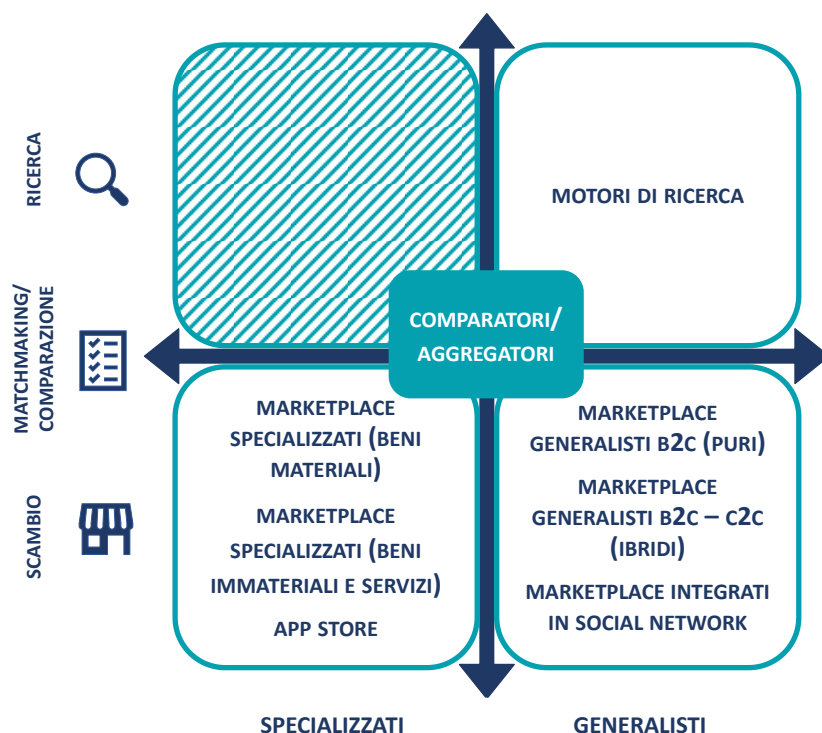 RICERCA
MOTORI DI RICERCA
MATCHMAKING/
COMPARAZIONE
COMPARATORI/
AGGREGATORI
SCAMBIO
MARKETPLACE
SPECIALIZZATI (BENI
MATERIALI)
MARKETPLACE
SPECIALIZZATI (BENI
IMMATERIALI E SERVIZI)
APP STORE
MARKETPLACE
GENERALISTI B2C (PURI)
MARKETPLACE
GENERALISTI B2C – C2C
(IBRIDI)
MARKETPLACE INTEGRATI
IN SOCIAL NETWORK
SPECIALIZZATI
GENERALISTI